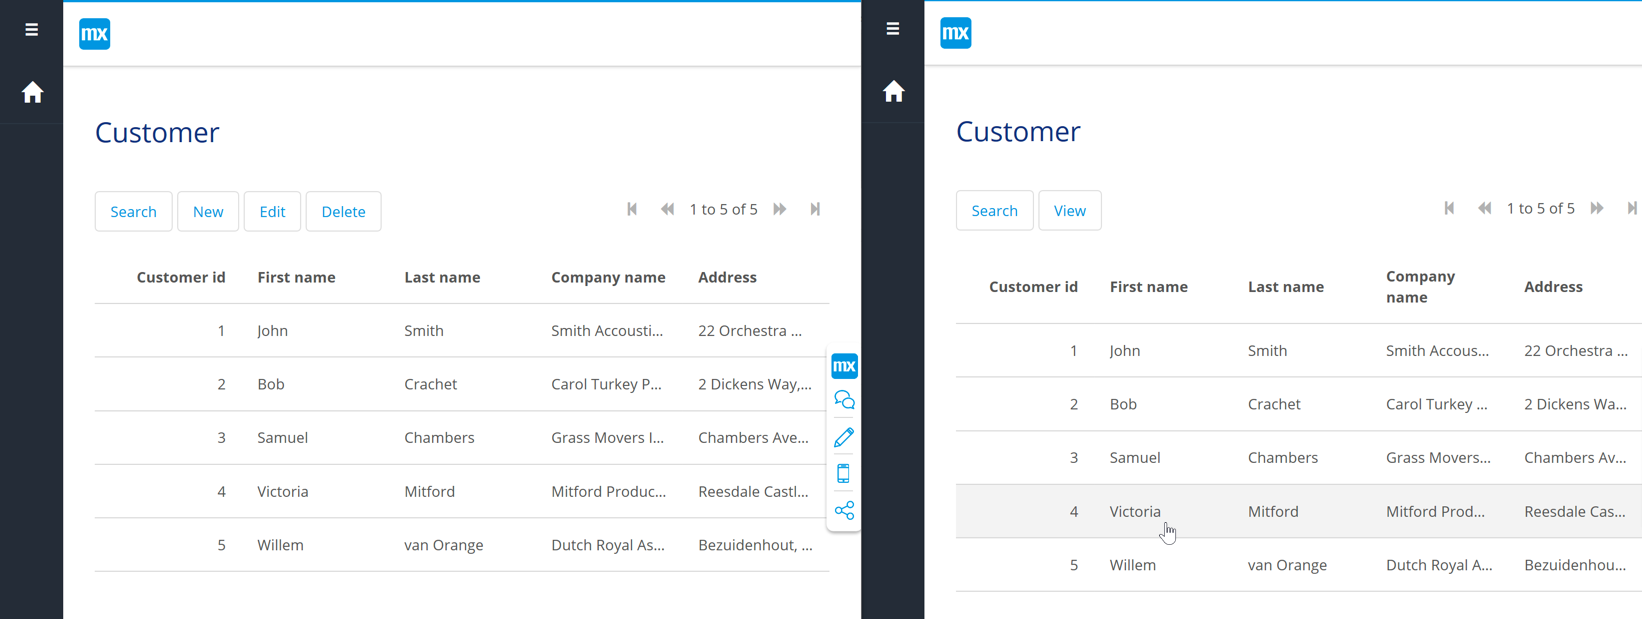 mx
Customer
Search New Edit Delete 1 to 5 of 5
Customer id First name Last name Company name Address
1 John Smith Smith Accousti... 22 Orchestra ...
2 Bob Crachet Carol Turkey P... 2 Dickens Way,...
3 Samuel Chambers Grass Movers I... Chambers Ave...
4 Victoria Mitford Mitford Produc... Reesdale Castl...
5 Willem van Orange Dutch Royal As... Bezuidenhout, ...
mx
mx
Customer
Search View 1 to 5 of 5
Customer id First name Last name Company name Address
1 John Smith Smith Accous... 22 Orchestra ...
2 Bob Crachet Carol Turkey ... 2 Dickens Wa...
3 Samuel Chambers Grass Movers... Chambers Av...
4 Victoria Mitford Mitford Prod... Reesdale Cas...
5 Willem van Orange Dutch Royal A... Bezuidenhou...